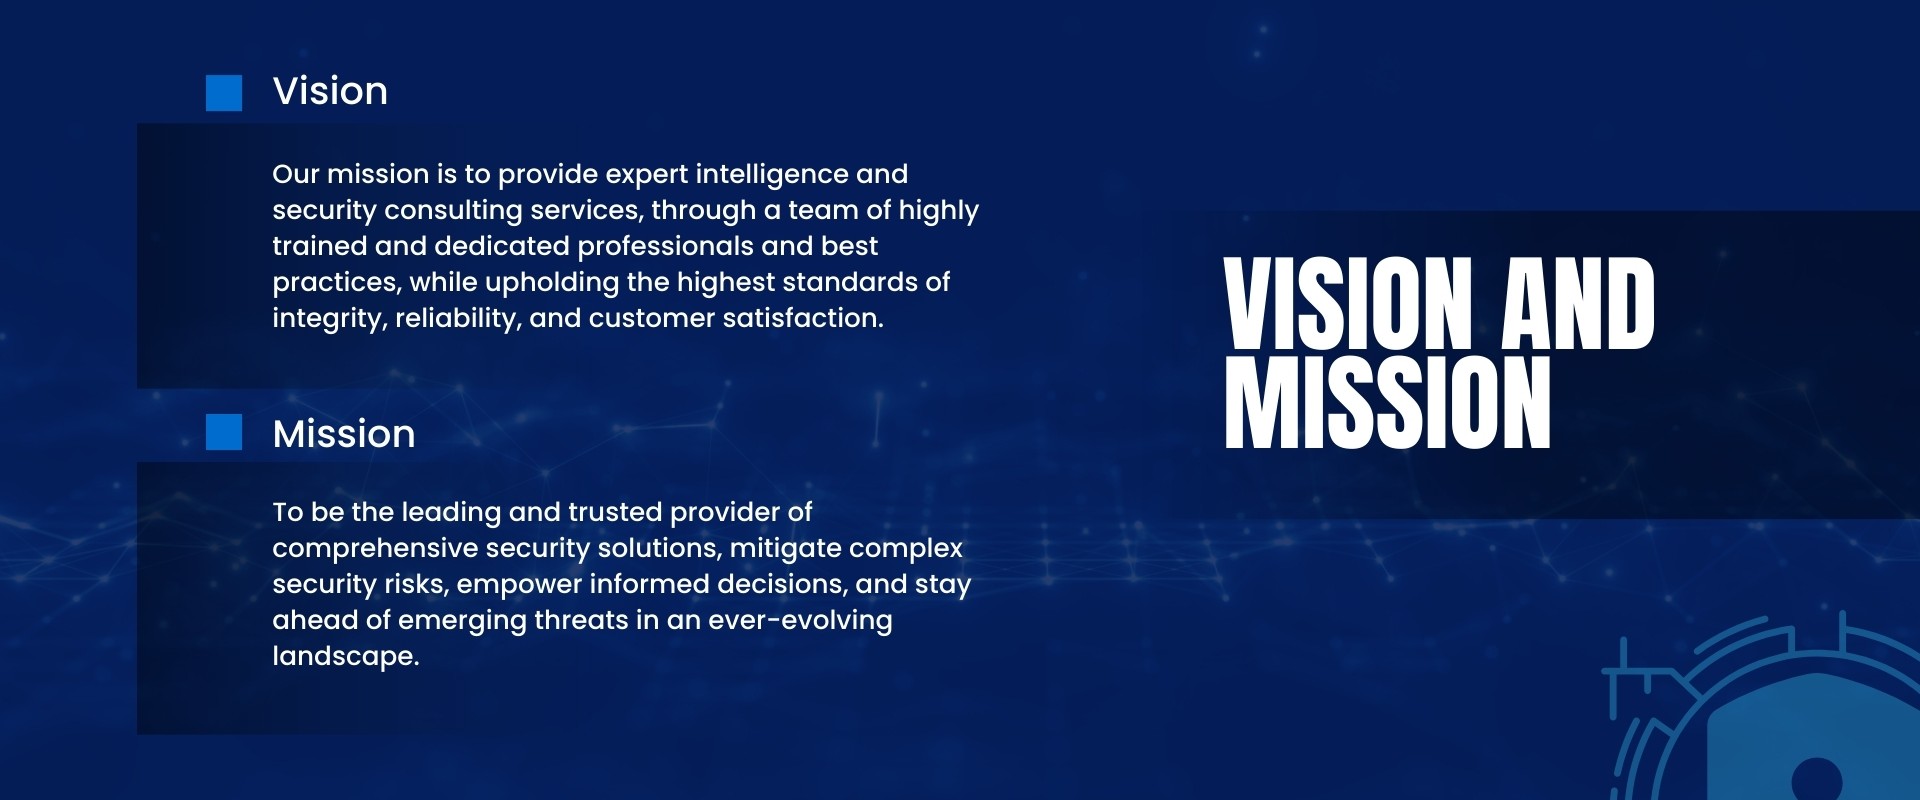 Vision
Our mission is to provide expert intelligence and
security consulting services, through a team of highly
trained and dedicated professionals and best
practices, while upholding the highest standards of
integrity, reliability, and customer satisfaction.
Mission
To be the leading and trusted provider of
comprehensive security solutions, mitigate complex
security risks, empower informed decisions, and stay
ahead of emerging threats in an ever-evolving
landscape.
VISION AND
MISSION